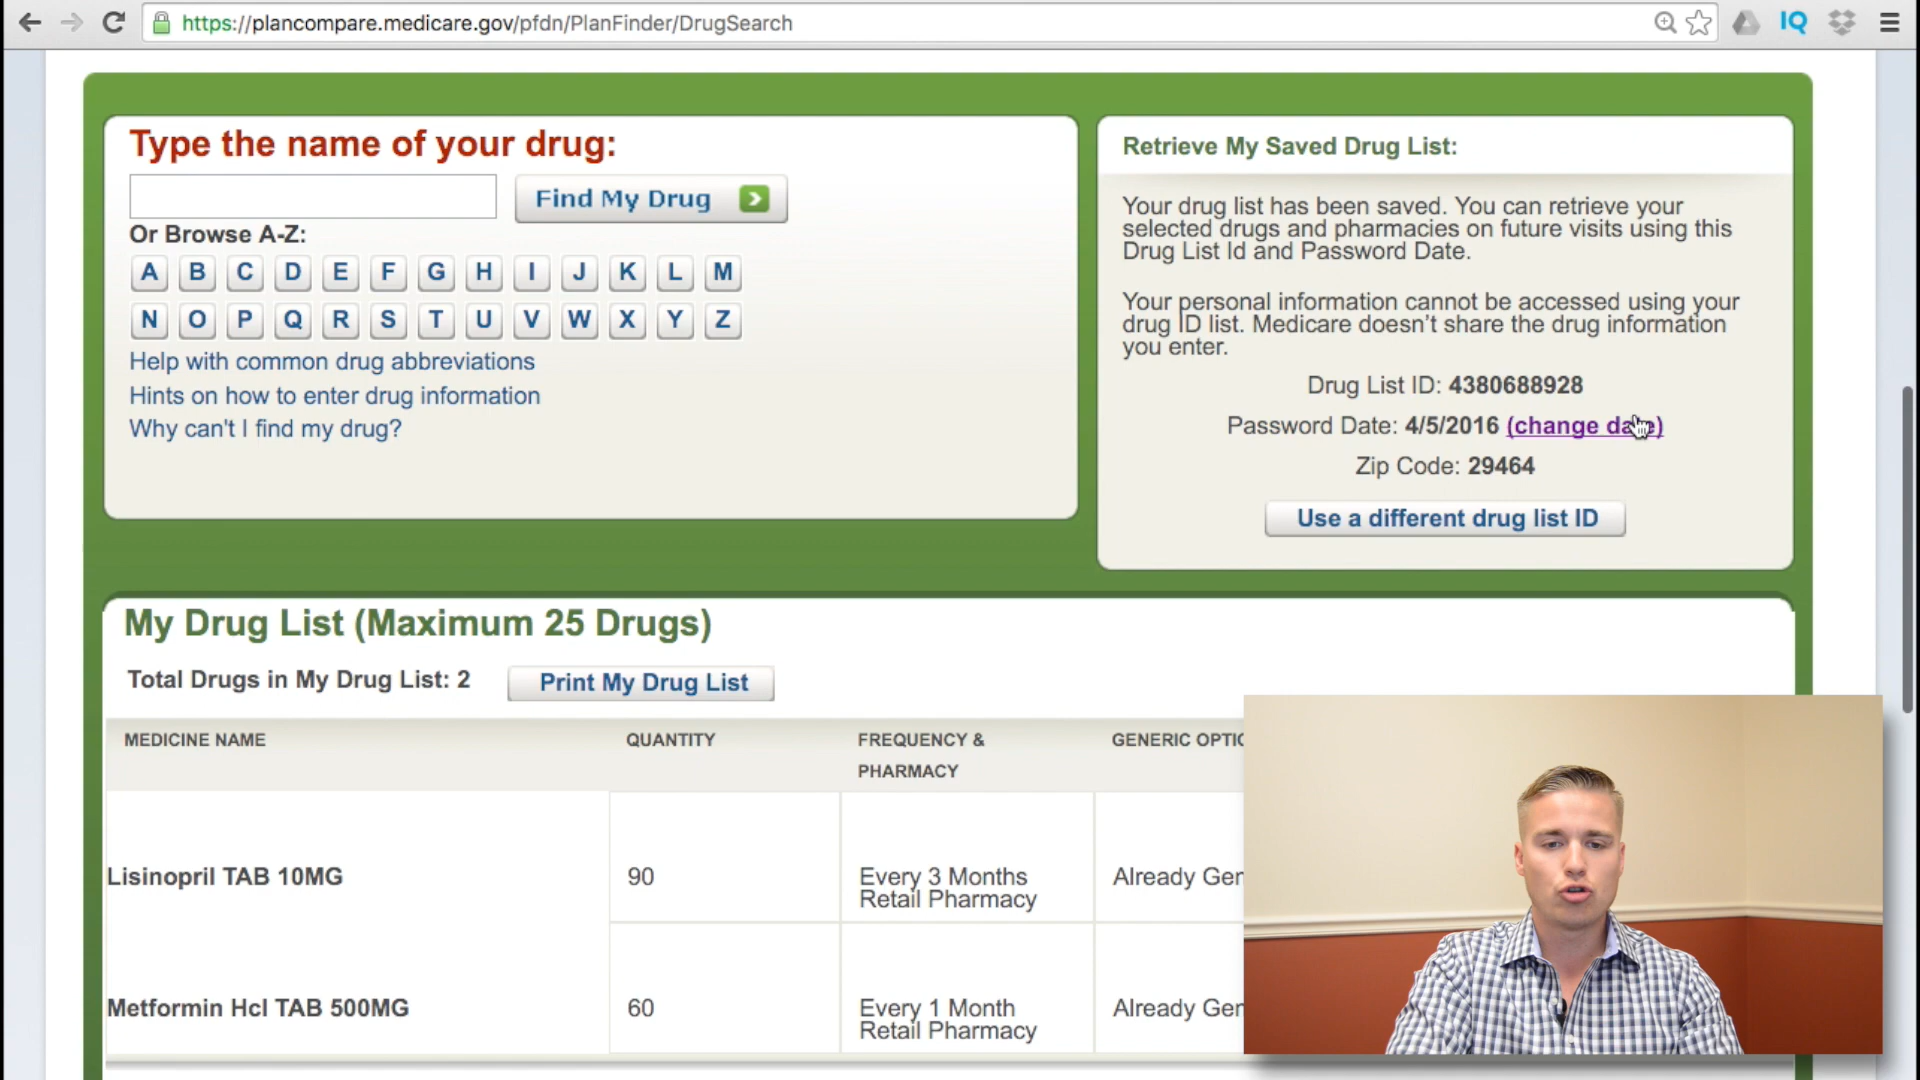 https://plancompare.medicare.gov/pfdn/PlanFinder/DrugSearch
IQ
Type the name of your drug:
Find My Drug
Or Browse A-Z:
A B C D E F G H I J K L M
N O P Q R S T U V W X Y Z
Help with common drug abbreviations
Hints on how to enter drug information
Why can't I find my drug?
Retrieve My Saved Drug List:
Your drug list has been saved. You can retrieve your
selected drugs and pharmacies on future visits using this
Drug List Id and Password Date.
Your personal information cannot be accessed using your
drug ID list. Medicare doesn't share the drug information
you enter.
Drug List ID: 4380688928
Password Date: 4/5/2016 (change date)
Zip Code: 29464
Use a different drug list ID
My Drug List (Maximum 25 Drugs)
Total Drugs in My Drug List: 2
Print My Drug List
MEDICINE NAME QUANTITY FREQUENCY & GENERIC OPTIO
PHARMACY
Lisinopril TAB 10MG 90 Every 3 Months Already Gen
Retail Pharmacy
Metformin Hcl TAB 500MG 60 Every 1 Month Already Gen
Retail Pharmacy